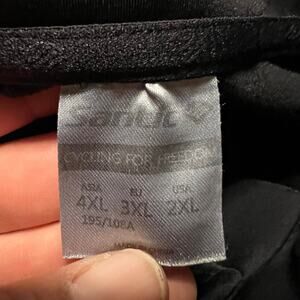 Santic
CYCLING FOR FREEDOM
ASIA EU USA
4XL 3XL 2XL
195/108A